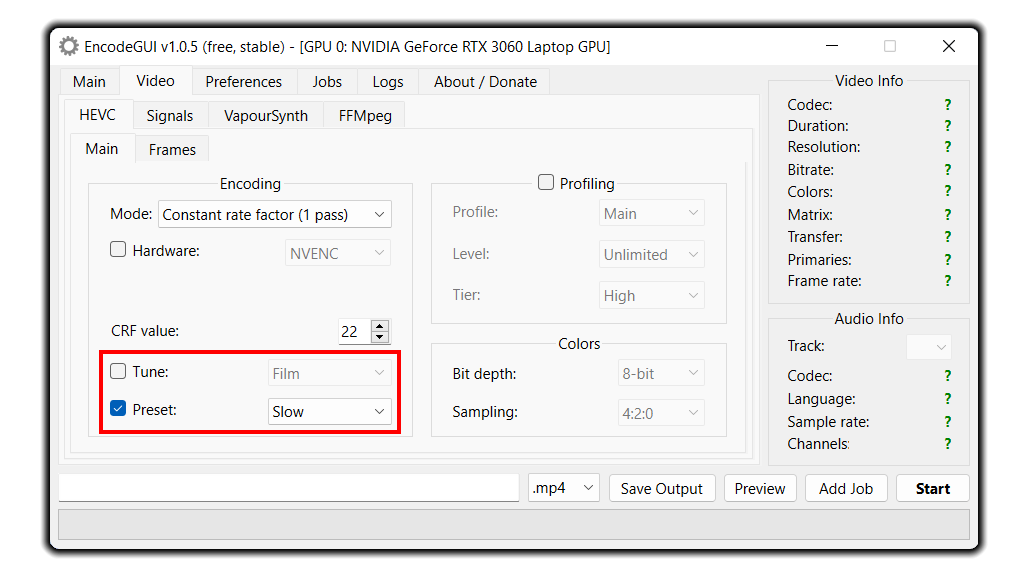 EncodeGUI v1.0.5 (free, stable) - [GPU 0: NVIDIA GeForce RTX 3060 Laptop GPU]
Main Video Preferences Jobs Logs About / Donate
HEVC Signals VapourSynth FFMpeg
Main Frames
Encoding
Mode: Constant rate factor (1 pass)
Hardware: NVENC
CRF value: 22
Tune: Film
Preset: Slow
Profiling
Profile: Main
Level: Unlimited
Tier: High
Colors
Bit depth: 8-bit
Sampling: 4:2:0
Video Info
Codec: ?
Duration: ?
Resolution: ?
Bitrate: ?
Colors: ?
Matrix: ?
Transfer: ?
Primaries: ?
Frame rate: ?
Audio Info
Track:
Codec: ?
Language: ?
Sample rate: ?
Channels: ?
.mp4 Save Output Preview Add Job Start